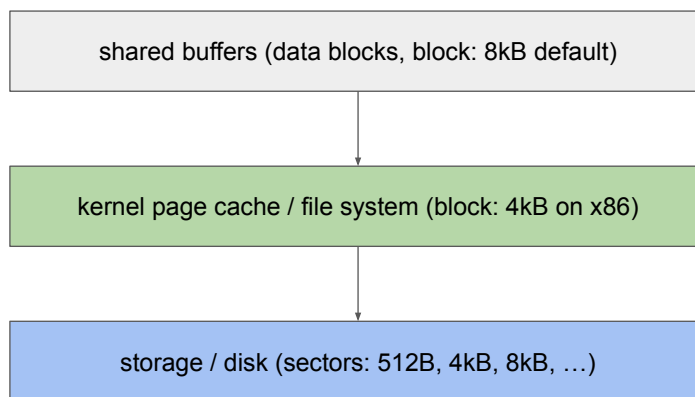 shared buffers (data blocks, block: 8kB default)
kernel page cache / file system (block: 4kB on x86)
storage / disk (sectors: 512B, 4kB, 8kB, …)